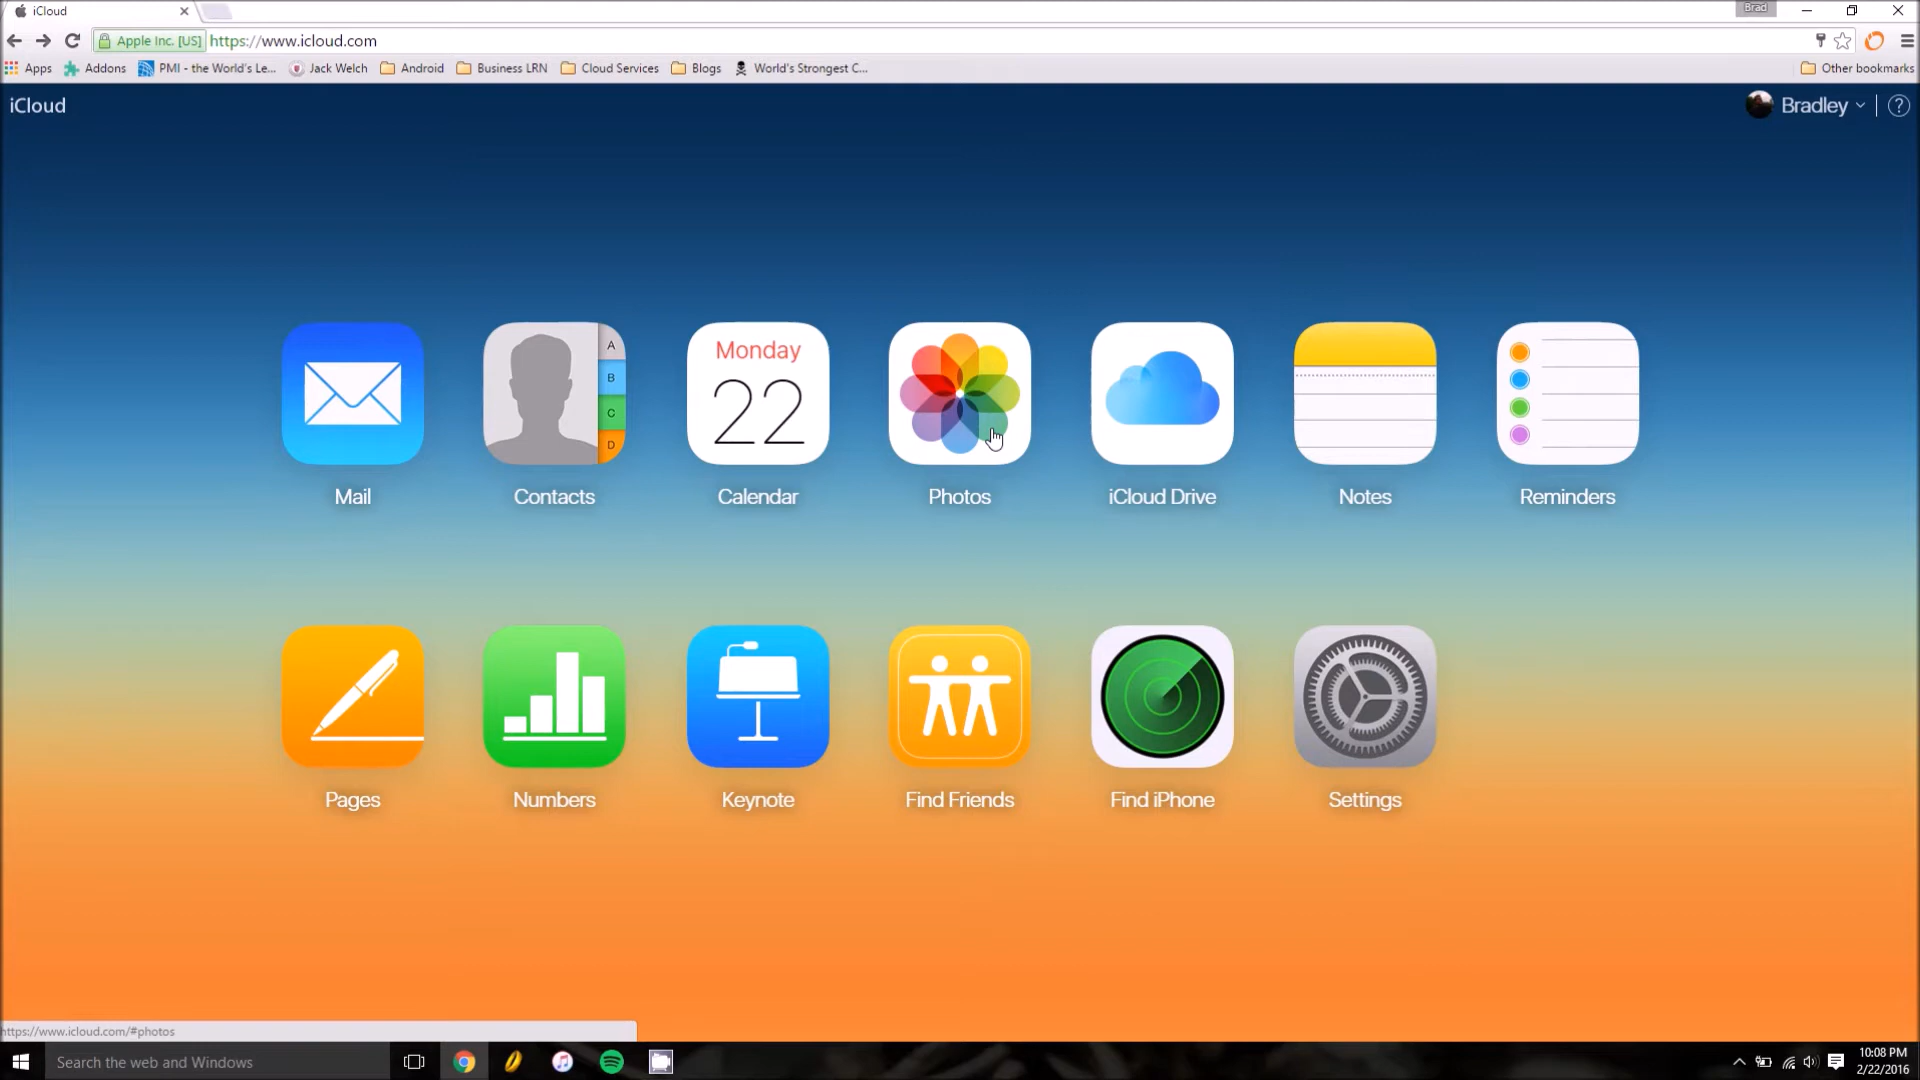 iCloud
Brad
Apple Inc. [US] https://www.icloud.com
Apps Addons PMI - the World's Le... Jack Welch Android Business LRN Cloud Services Blogs World's Strongest C... Other bookmarks
iCloud
Bradley
?
Monday
22
A
B
C
D
Mail Contacts Calendar Photos iCloud Drive Notes Reminders
Pages Numbers Keynote Find Friends Find iPhone Settings
https://www.icloud.com/#photos
Search the web and Windows
10:08 PM
2/22/2016